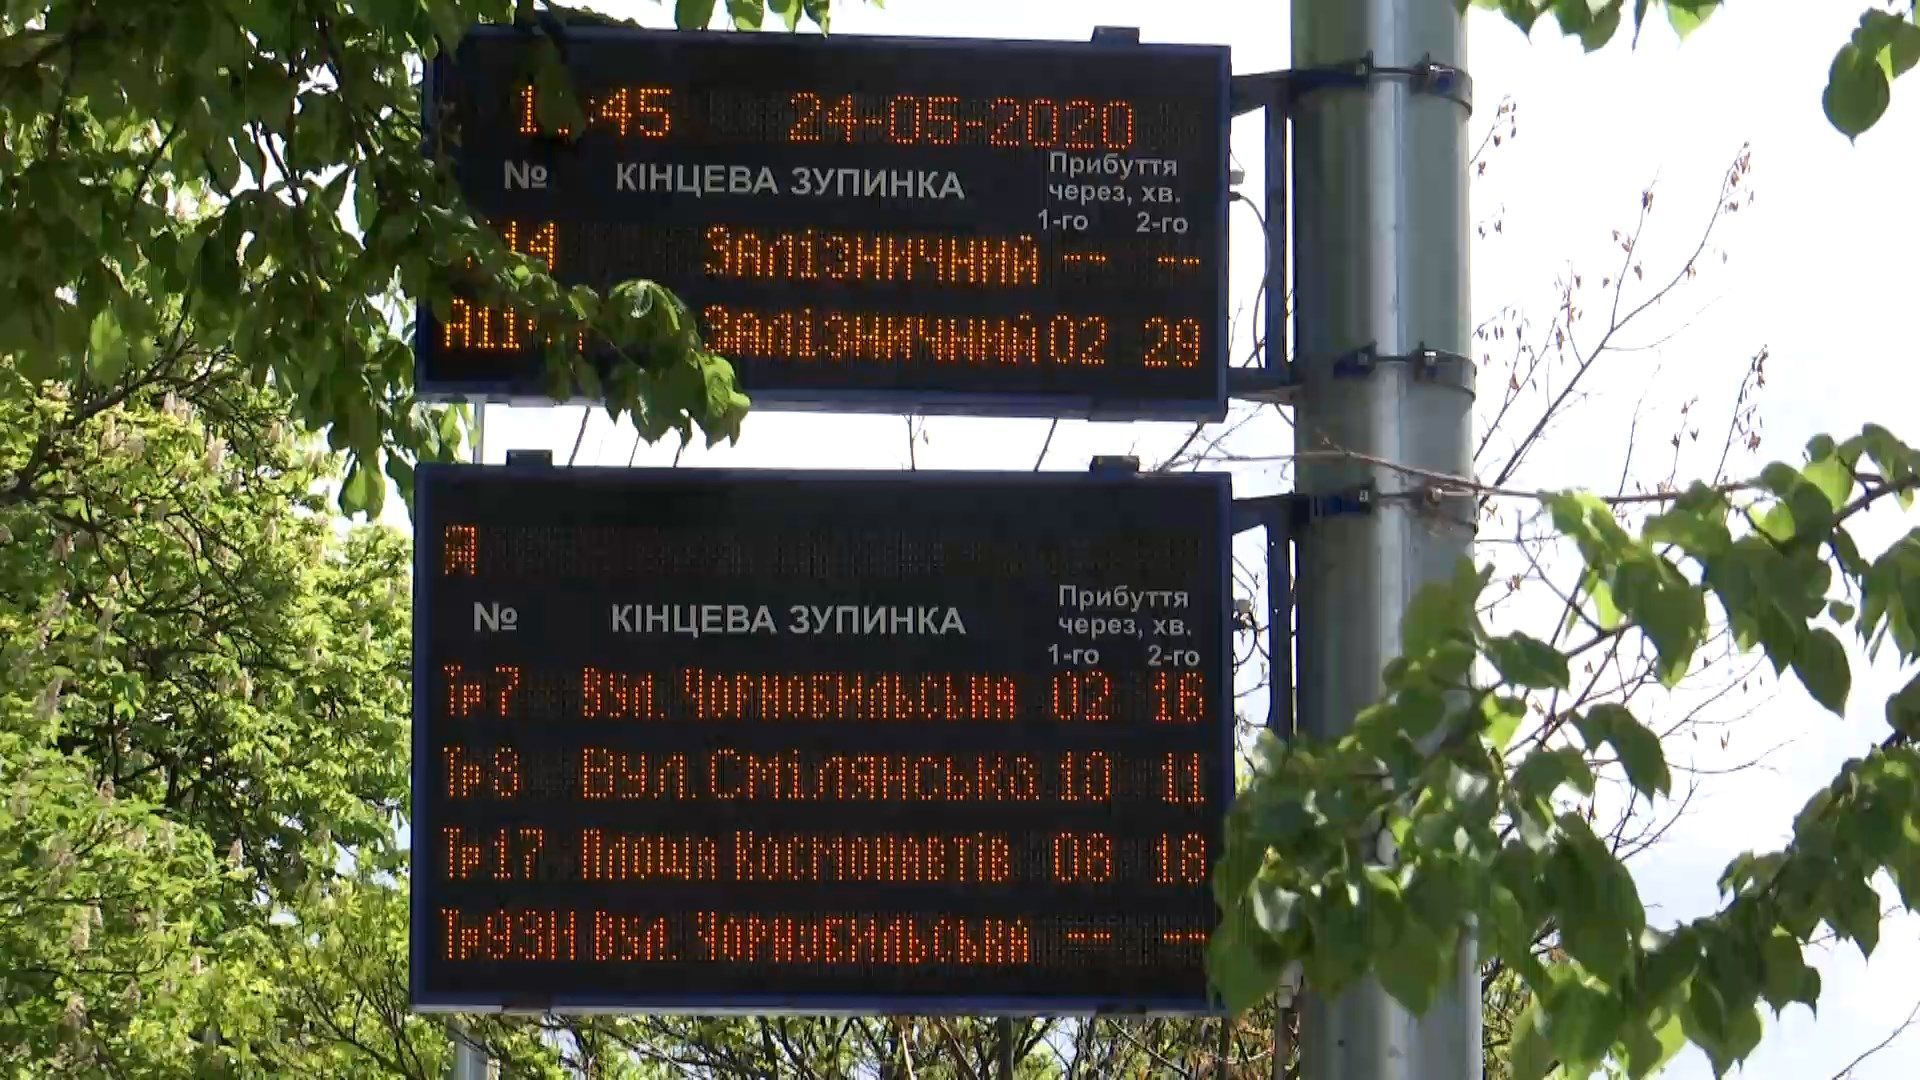 :45 24-05-2020
№ КІНЦЕВА ЗУПИНКА Прибуття
через, хв.
1-го 2-го
14 Залізничний -- --
Залізничний 02 29
№ КІНЦЕВА ЗУПИНКА Прибуття
через, хв.
1-го 2-го
Тр7 Вул. Чорнобильська 02 16
Тр8 Вул. Смілянська 10 11
Тр17 Площа Космонавтів 08 18
Вул. Чорнобильська -- --